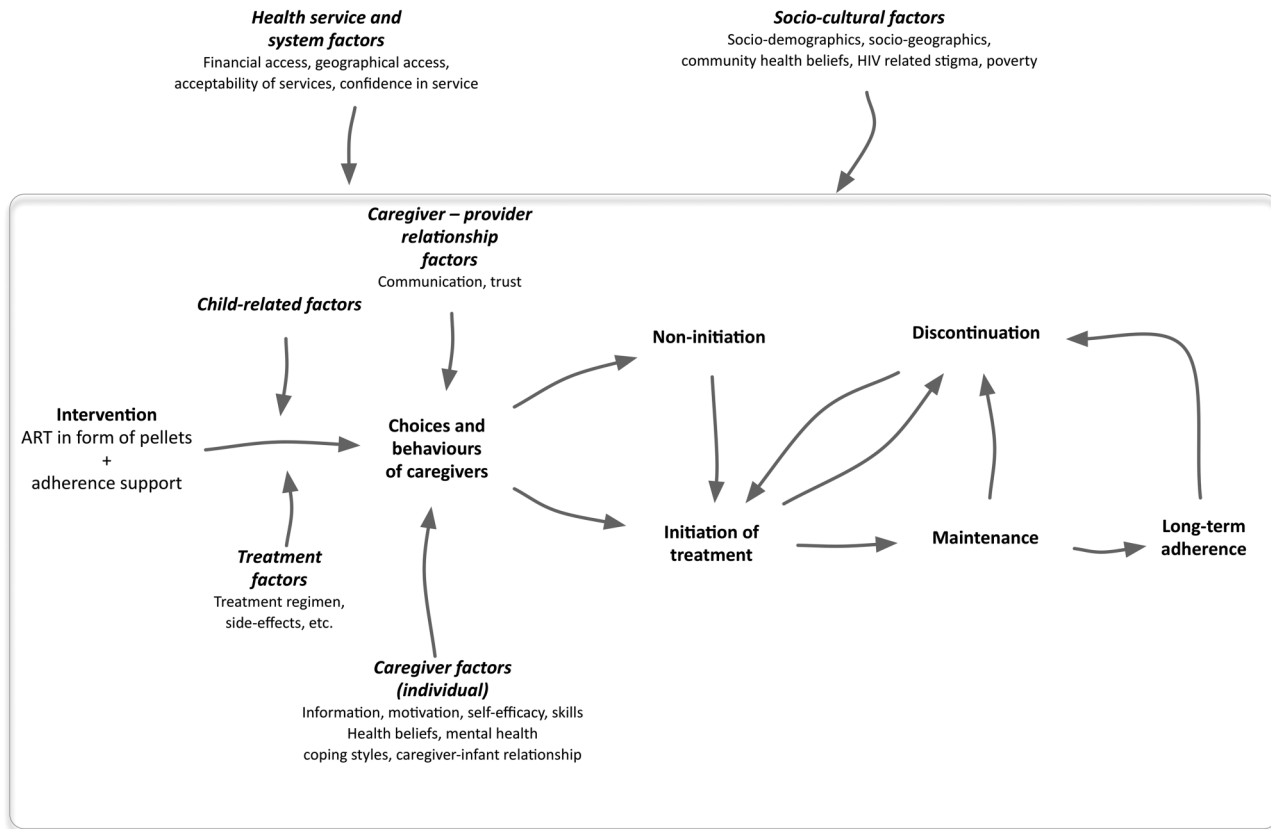 Health service and
system factors
Financial access, geographical access,
acceptability of services, confidence in service
Socio-cultural factors
Socio-demographics, socio-geographics,
community health beliefs, HIV related stigma, poverty
Caregiver – provider
relationship
factors
Communication, trust
Child-related factors
Non-initiation
Discontinuation
Intervention
ART in form of pellets
+
adherence support
Choices and
behaviours
of caregivers
Initiation of
treatment
Maintenance
Long-term
adherence
Treatment
factors
Treatment regimen,
side-effects, etc.
Caregiver factors
(individual)
Information, motivation, self-efficacy, skills
Health beliefs, mental health
coping styles, caregiver-infant relationship